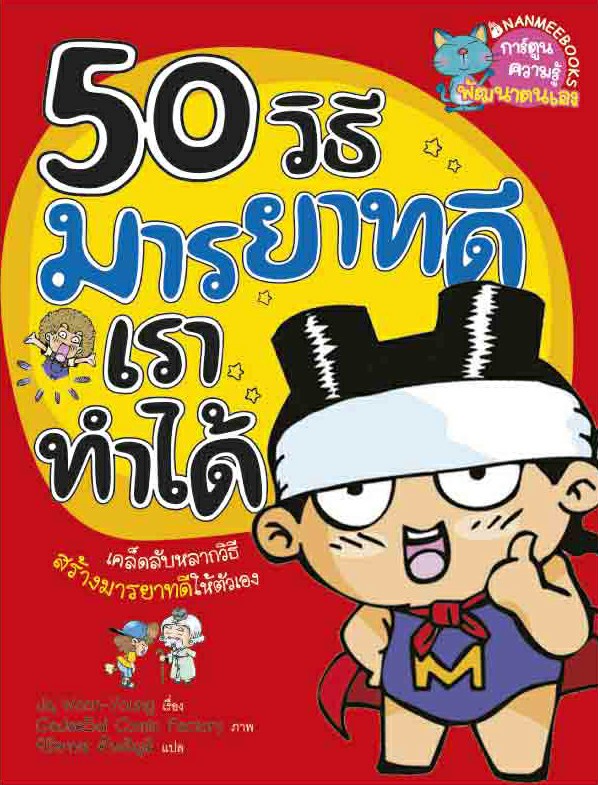 NANMEEBOOKS
การ์ตูน
ความรู้
พัฒนาตนเอง
50 วิธี
มารยาทดี
เรา
ทำได้
เคล็ดลับหลากวิธี
สร้างมารยาทดีให้ตัวเอง
Woon-Young เรื่อง
Comic Factory ภาพ
แปล
M